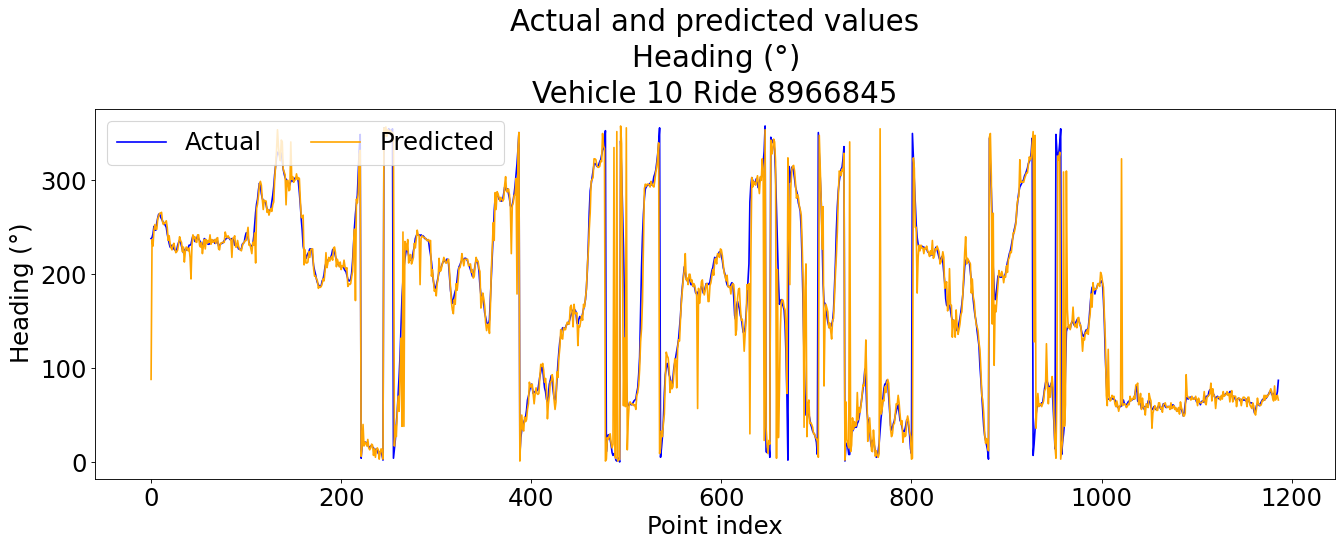 Actual and predicted values
Heading (°)
Vehicle 10 Ride 8966845
Actual
Predicted
Heading (°)
300
200
100
0
0
200
400
600
800
1000
1200
Point index